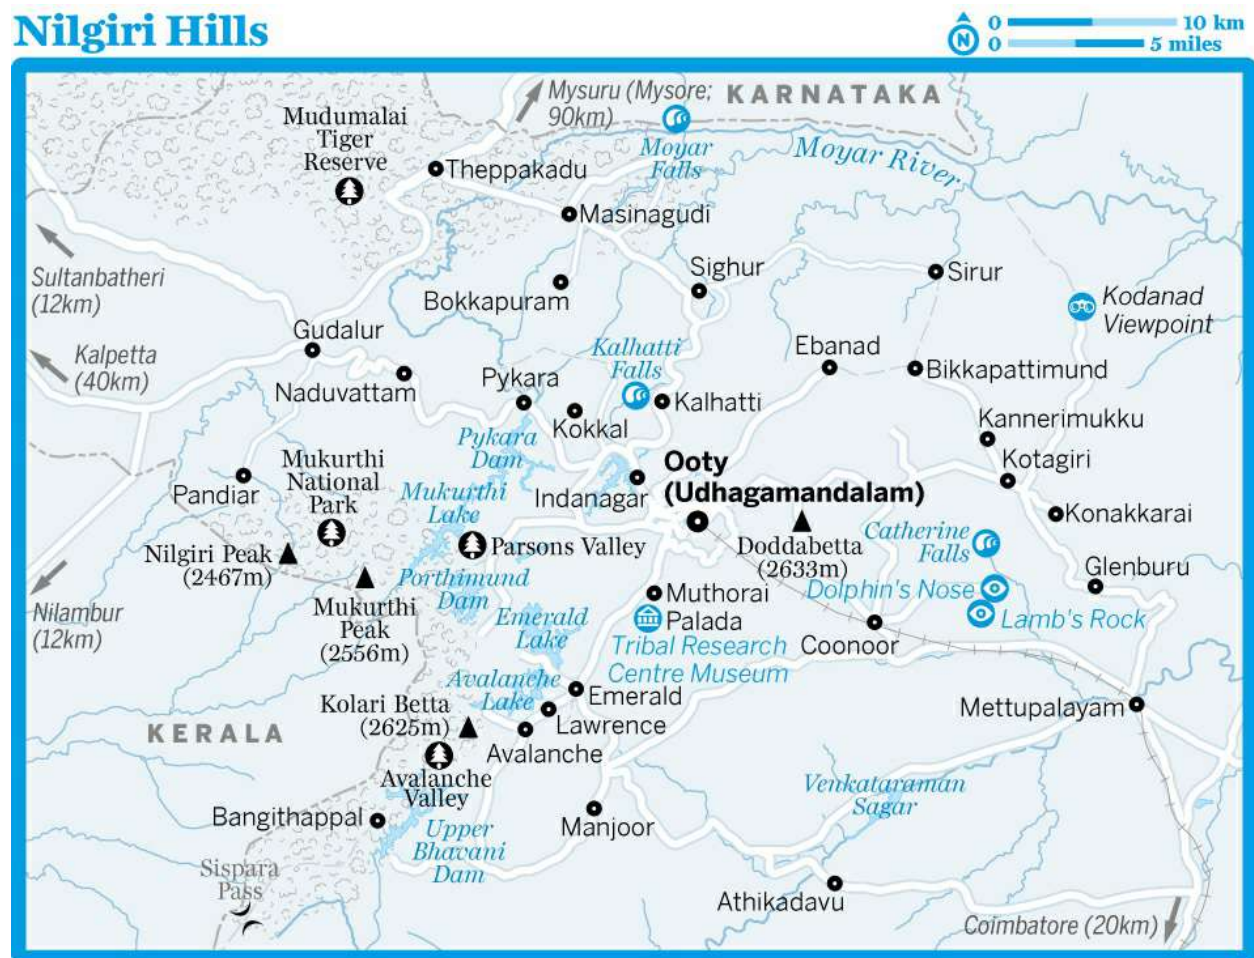 Nilgiri Hills
0 10 km
N
0 5 miles
Mysuru (Mysore;
90km)
KARNATAKA
Mudumalai
Tiger
Reserve
Moyar
Falls
Moyar River
Theppakadu
Masinagudi
Sultanbatheri
(12km)
Bokkapuram
Sighur
Sirur
Kodanad
Viewpoint
Gudalur
Kalpetta
(40km)
Naduvattam
Kalhatti
Falls
Ebanad
Pykara
Bikkapattimund
Kalhatti
Kokkal
Kannerimukku
Pykara
Dam
Kotagiri
Pandiar
Mukurthi
National
Park
Mukurthi
Lake
Indanagar
Ooty
(Udhagamandalam)
Konakkarai
Nilgiri Peak
(2467m)
Parsons Valley
Doddabetta
(2633m)
Catherine
Falls
Glenburu
Nilambur
(12km)
Mukurthi
Peak
(2556m)
Porthimund
Dam
Emerald
Lake
Muthorai
Palada
Tribal Research
Centre Museum
Dolphin's Nose
Lamb's Rock
Coonoor
Avalanche
Lake
Emerald
Lawrence
Avalanche
Kolari Betta
(2625m)
Mettupalayam
KERALA
Avalanche
Valley
Venkataraman
Sagar
Bangithappal
Upper
Bhavani
Dam
Manjoor
Sispara
Pass
Athikadavu
Coimbatore (20km)